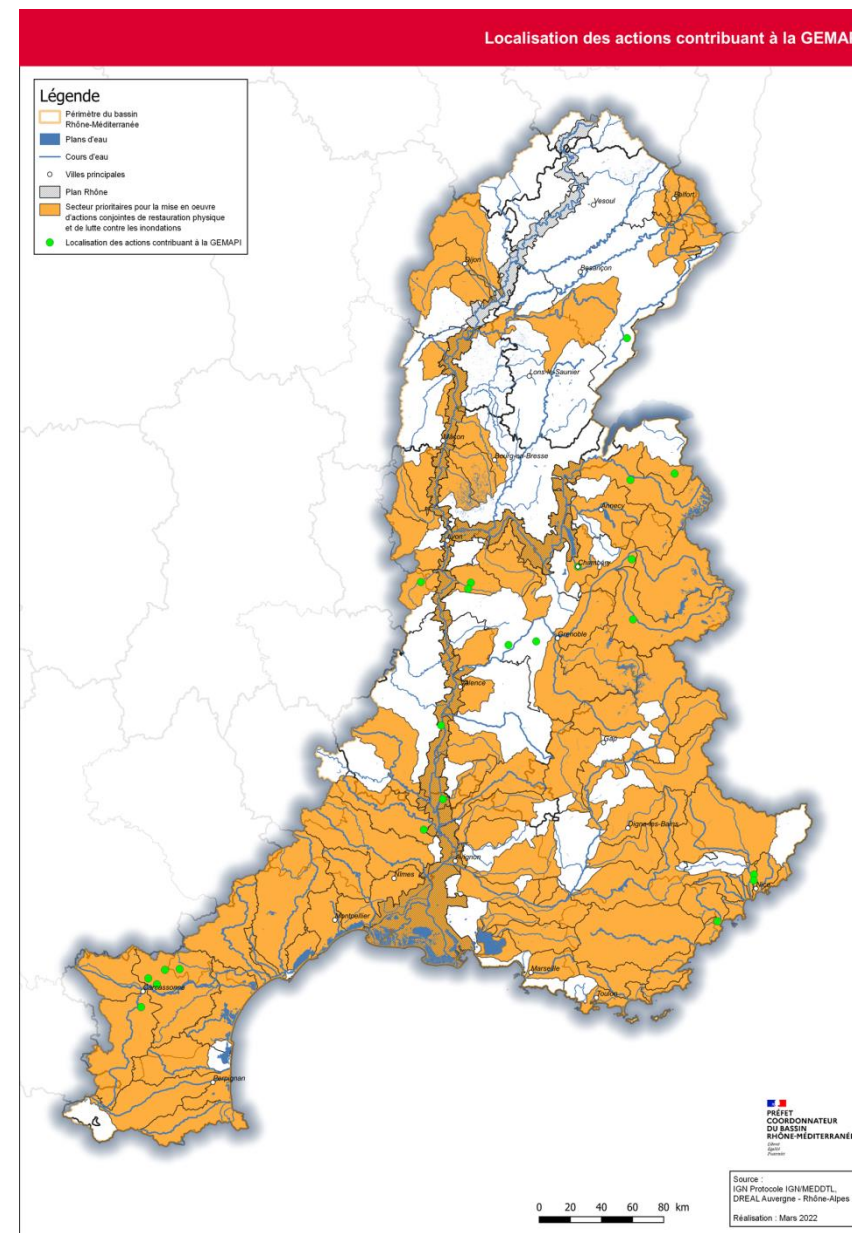 Localisation des actions contribuant à la GEMAPI
Légende
Périmètre du bassin
Rhône-Méditerranée
Plans d'eau
Cours d'eau
Villes principales
Plan Rhône
Secteur prioritaires pour la mise en oeuvre
d'actions conjointes de restauration physique
et de lutte contre les inondations
Localisation des actions contribuant à la GEMAPI
Belfort
Vesoul
Dijon
Besançon
Lons-le-Saunier
Mâcon
Bourg-en-Bresse
Annecy
Lyon
Chambéry
Grenoble
Valence
Gap
Digne-les-Bains
Avignon
Nîmes
Nice
Montpellier
Marseille
Carcassonne
Toulon
Perpignan
PRÉFET
COORDONNATEUR
DU BASSIN
RHÔNE-MÉDITERRANÉE
Liberté
Égalité
Fraternité
Source :
IGN Protocole IGN/MEDDTL,
DREAL Auvergne - Rhône-Alpes
Réalisation : Mars 2022
0 20 40 60 80 km